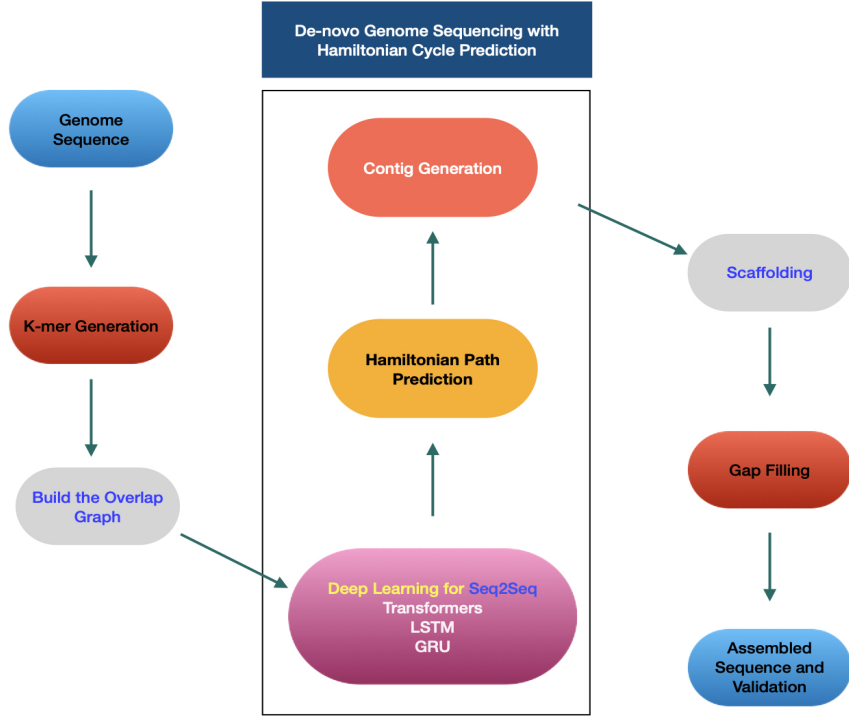 De-novo Genome Sequencing with
Hamiltonian Cycle Prediction
Genome
Sequence
K-mer Generation
Build the Overlap
Graph
Deep Learning for Seq2Seq
Transformers
LSTM
GRU
Hamiltonian Path
Prediction
Contig Generation
Scaffolding
Gap Filling
Assembled
Sequence and
Validation